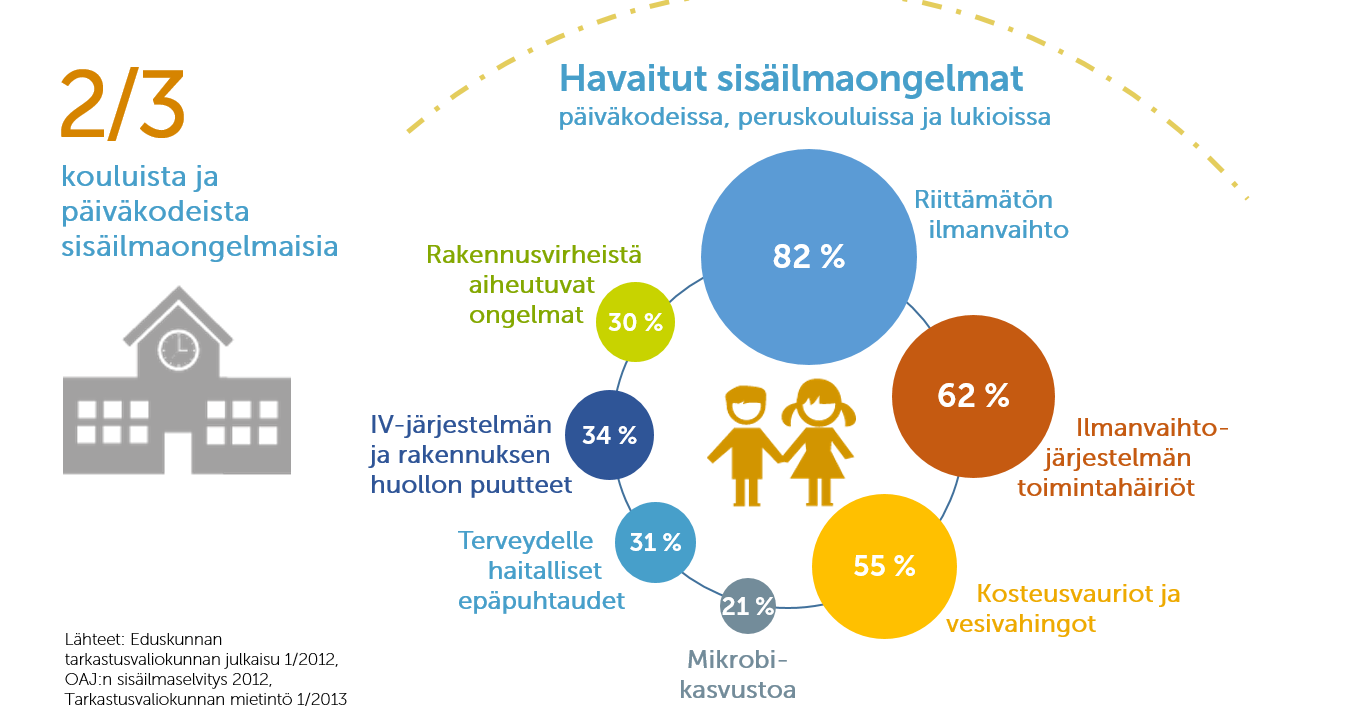 2/3
kouluista ja
päiväkodeista
sisäilmaongelmaisia
Havaitut sisäilmaongelmat
päiväkodeissa, peruskouluissa ja lukioissa
82 %
Riittämätön
ilmanvaihto
62 %
Ilmanvaihto-
järjestelmän
toimintahäiriöt
55 %
Kosteusvauriot ja
vesivahingot
21 %
Mikrobi-
kasvustoa
31 %
Terveydelle
haitalliset
epäpuhtaudet
34 %
IV-järjestelmän
ja rakennuksen
huollon puutteet
30 %
Rakennusvirheistä
aiheutuvat
ongelmat
Lähteet: Eduskunnan
tarkastusvaliokunnan julkaisu 1/2012,
OAJ:n sisäilmaselvitys 2012,
Tarkastusvaliokunnan mietintö 1/2013